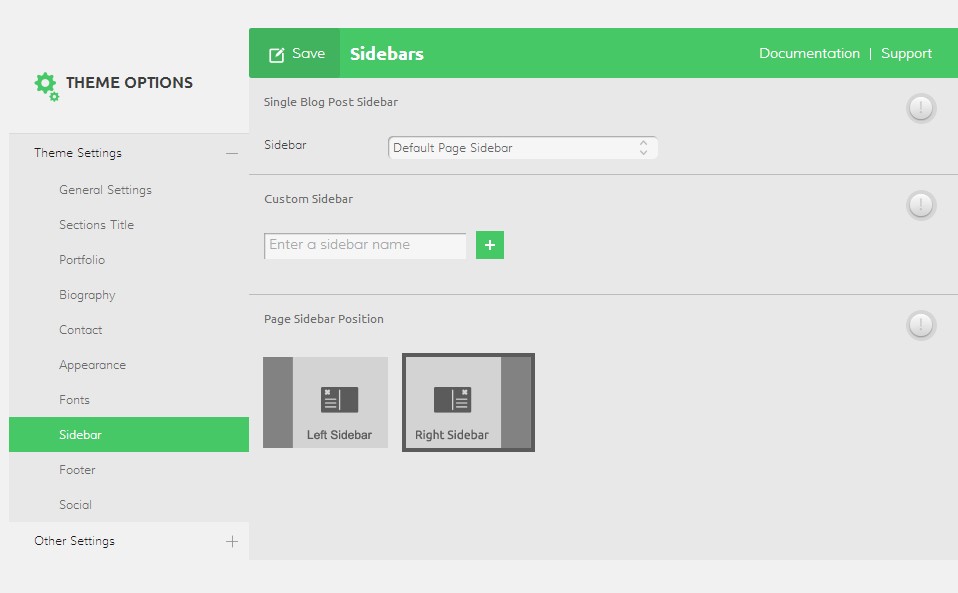 THEME OPTIONS
Theme Settings
General Settings
Sections Title
Portfolio
Biography
Contact
Appearance
Fonts
Sidebar
Footer
Social
Other Settings
Save
Sidebars
Documentation | Support
Single Blog Post Sidebar
Sidebar
Default Page Sidebar
Custom Sidebar
Enter a sidebar name
Page Sidebar Position
Left Sidebar
Right Sidebar